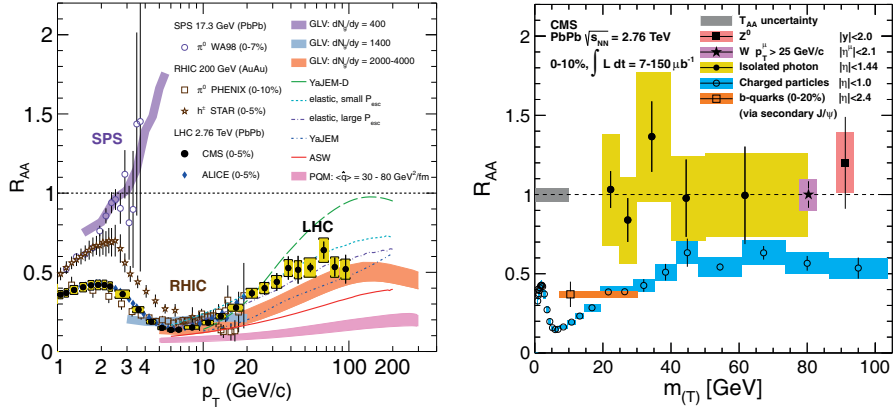 SPS 17.3 GeV (PbPb)
π⁰ WA98 (0-7%)
RHIC 200 GeV (AuAu)
π⁰ PHENIX (0-10%)
h± STAR (0-5%)
LHC 2.76 TeV (PbPb)
CMS (0-5%)
ALICE (0-5%)
GLV: dN_g/dy = 400
GLV: dN_g/dy = 1400
GLV: dN_g/dy = 2000-4000
YaJEM-D
elastic, small P_esc
elastic, large P_esc
YaJEM
ASW
PQM: <q̂> = 30 - 80 GeV²/fm
SPS
RHIC
LHC
R_AA
2
1.5
1
0.5
0
1
2
3
4
10
20
100
200
p_T (GeV/c)
CMS
PbPb √s_NN = 2.76 TeV
0-10%, ∫ L dt = 7-150 μb⁻¹
T_AA uncertainty
Z⁰ |y|<2.0
W p_T^μ > 25 GeV/c |η^μ|<2.1
Isolated photon |η|<1.44
Charged particles |η|<1.0
b-quarks (0-20%) |η|<2.4
(via secondary J/ψ)
R_AA
2
1.5
1
0.5
0
0
20
40
60
80
100
m_(T) [GeV]